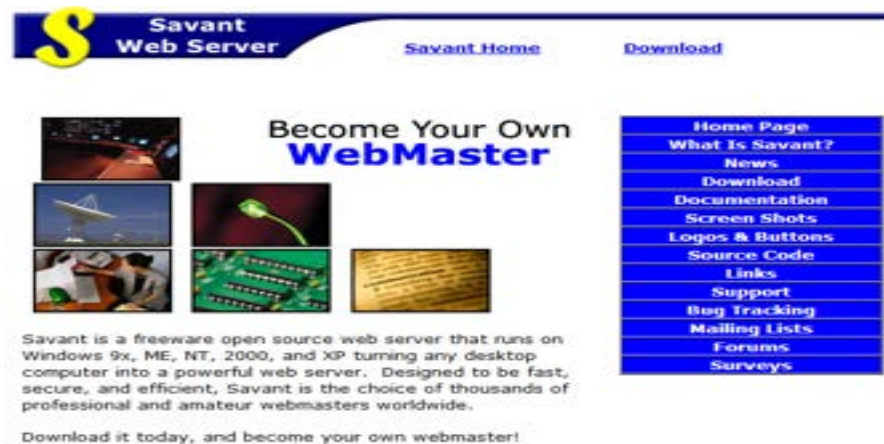 Savant
Web Server
Savant Home
Download
Become Your Own
WebMaster
Home Page
What Is Savant?
News
Download
Documentation
Screen Shots
Logos & Buttons
Source Code
Links
Support
Bug Tracking
Mailing Lists
Forums
Surveys
Savant is a freeware open source web server that runs on
Windows 9x, ME, NT, 2000, and XP turning any desktop
computer into a powerful web server. Designed to be fast,
secure, and efficient, Savant is the choice of thousands of
professional and amateur webmasters worldwide.
Download it today, and become your own webmaster!